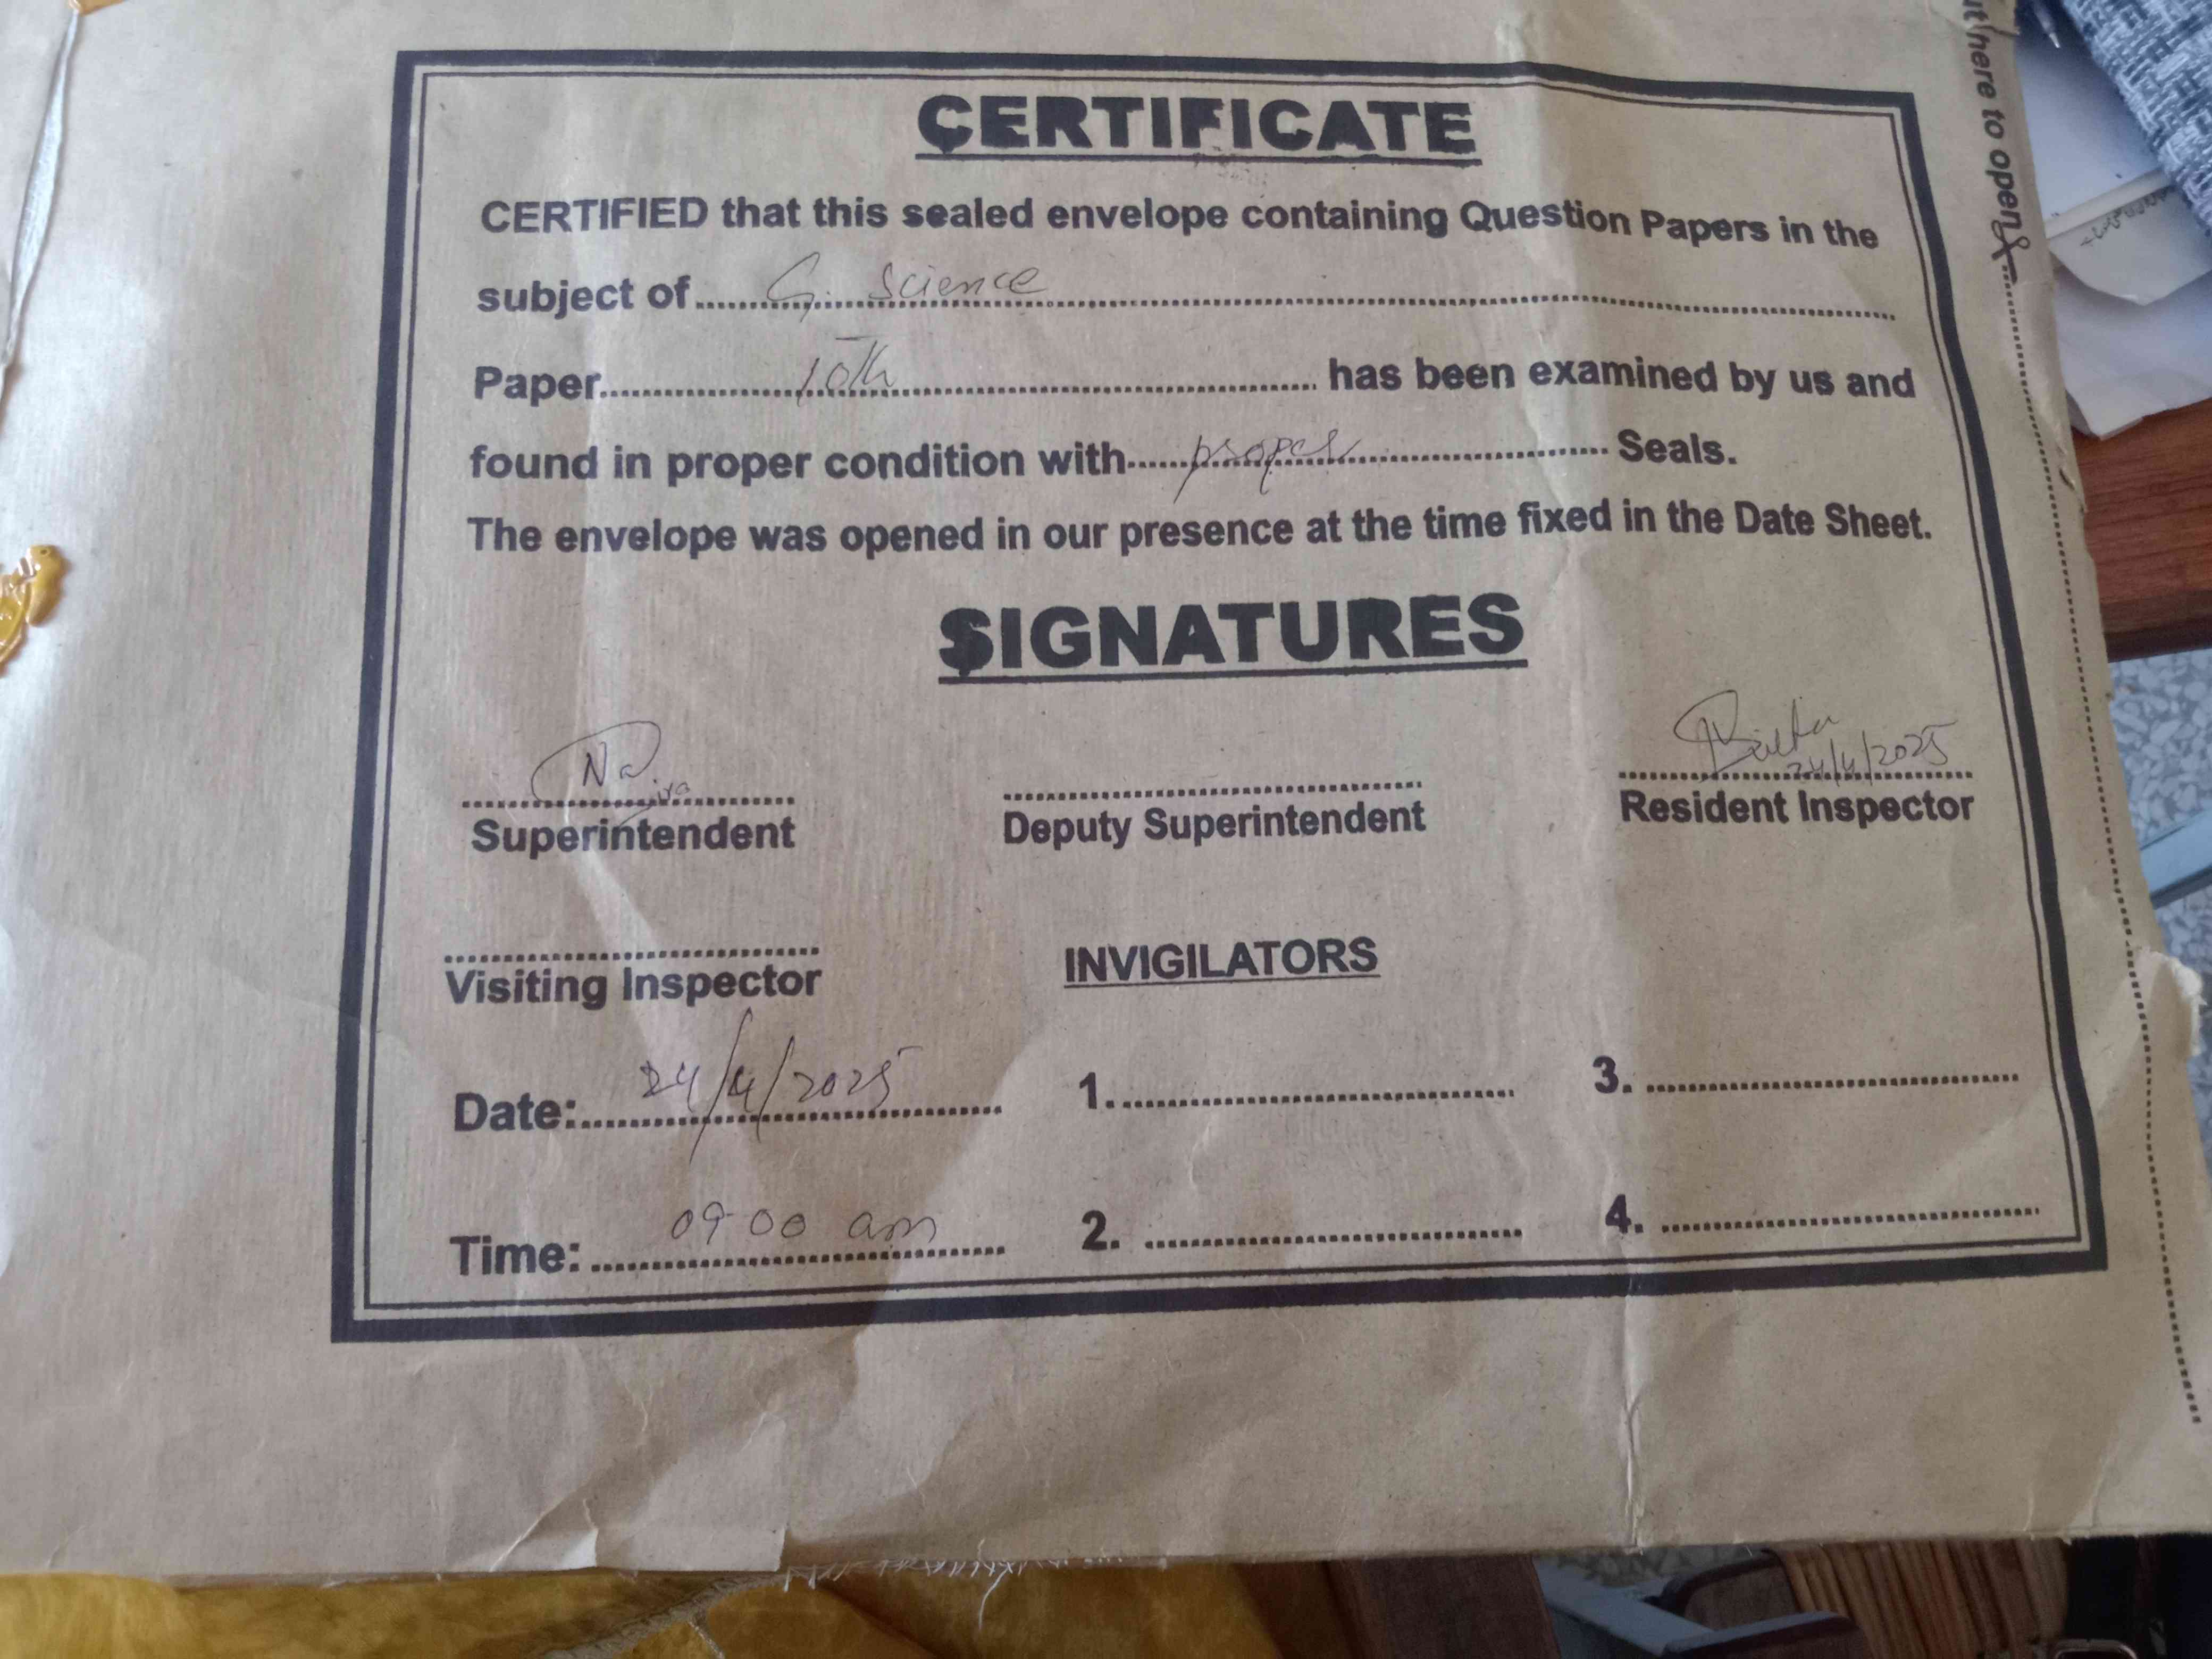 CERTIFICATE
CERTIFIED that this sealed envelope containing Question Papers in the
subject of G. Science
Paper 10th has been examined by us and
found in proper condition with proper Seals.
The envelope was opened in our presence at the time fixed in the Date Sheet.
SIGNATURES
24/4/2025
Superintendent Deputy Superintendent Resident Inspector
Visiting Inspector INVIGILATORS
Date: 24/4/2025 1. 3.
Time: 09 00 am 2. 4.
here to open